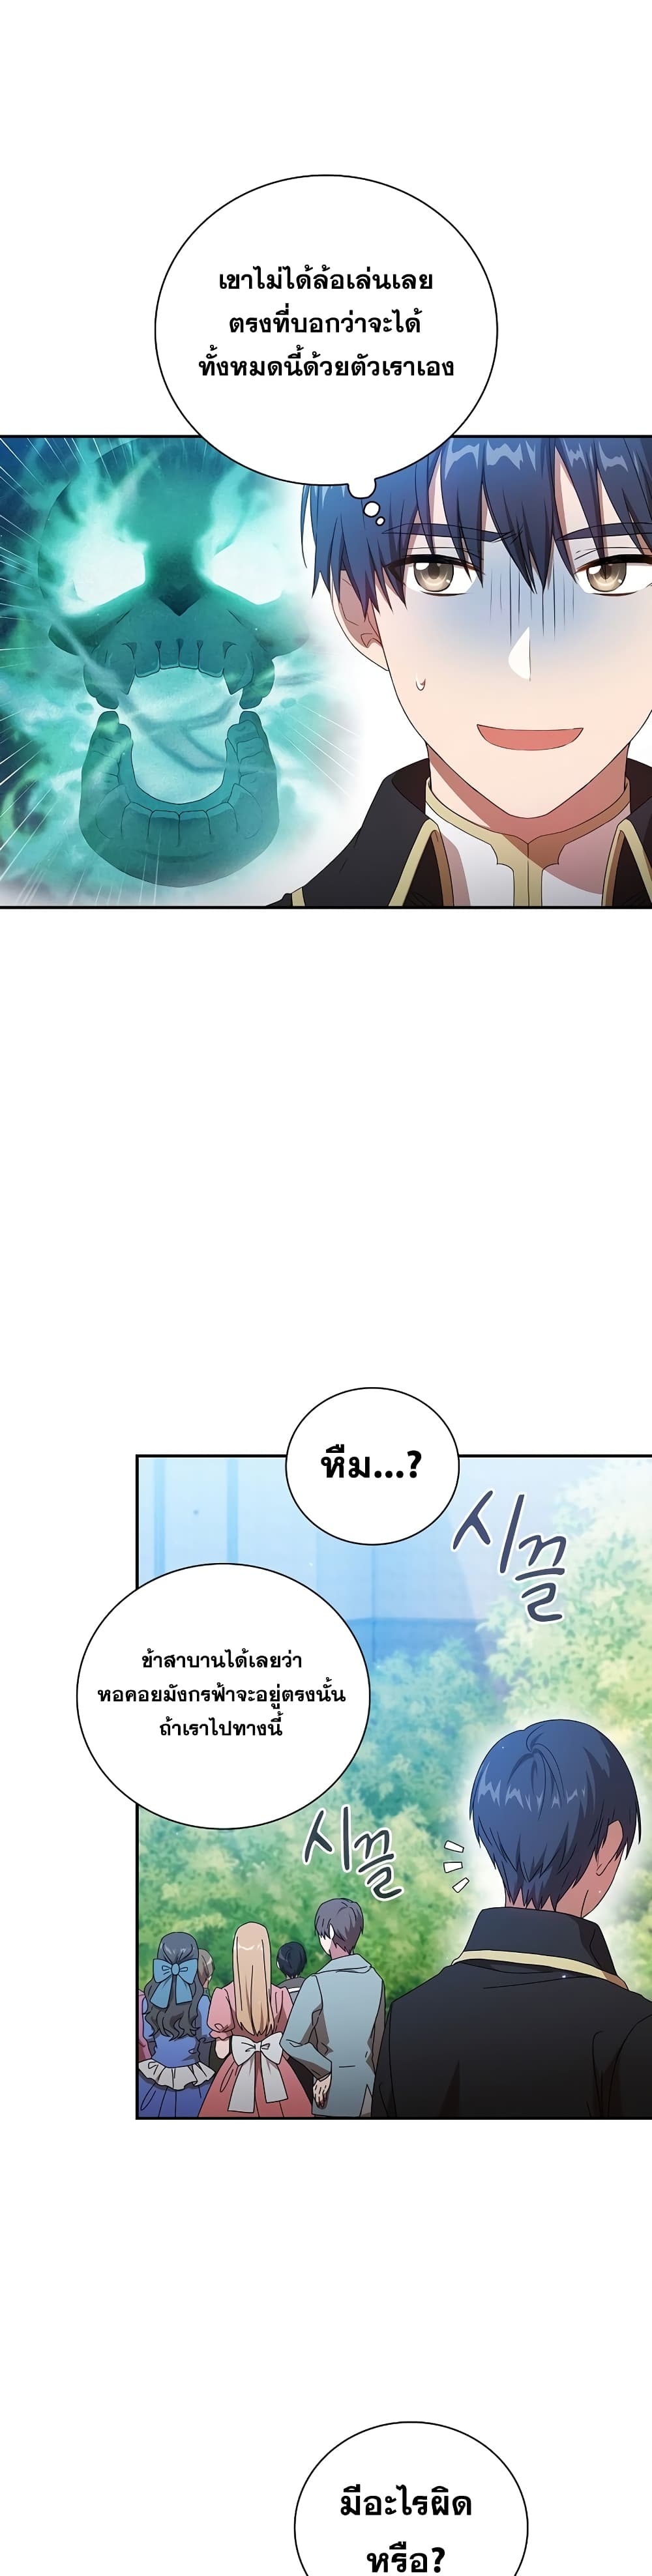 เขาไม่ได้ล้อเล่นเลย
ตรงที่บอกว่าจะได้
ทั้งหมดนี้ด้วยตัวเราเอง
หืม...?
시끌
ข้าสาบานได้เลยว่า
หอคอยมังกรฟ้าจะอยู่ตรงนั้น
ถ้าเราไปทางนี้
시끌
มีอะไรผิด
หรือ?